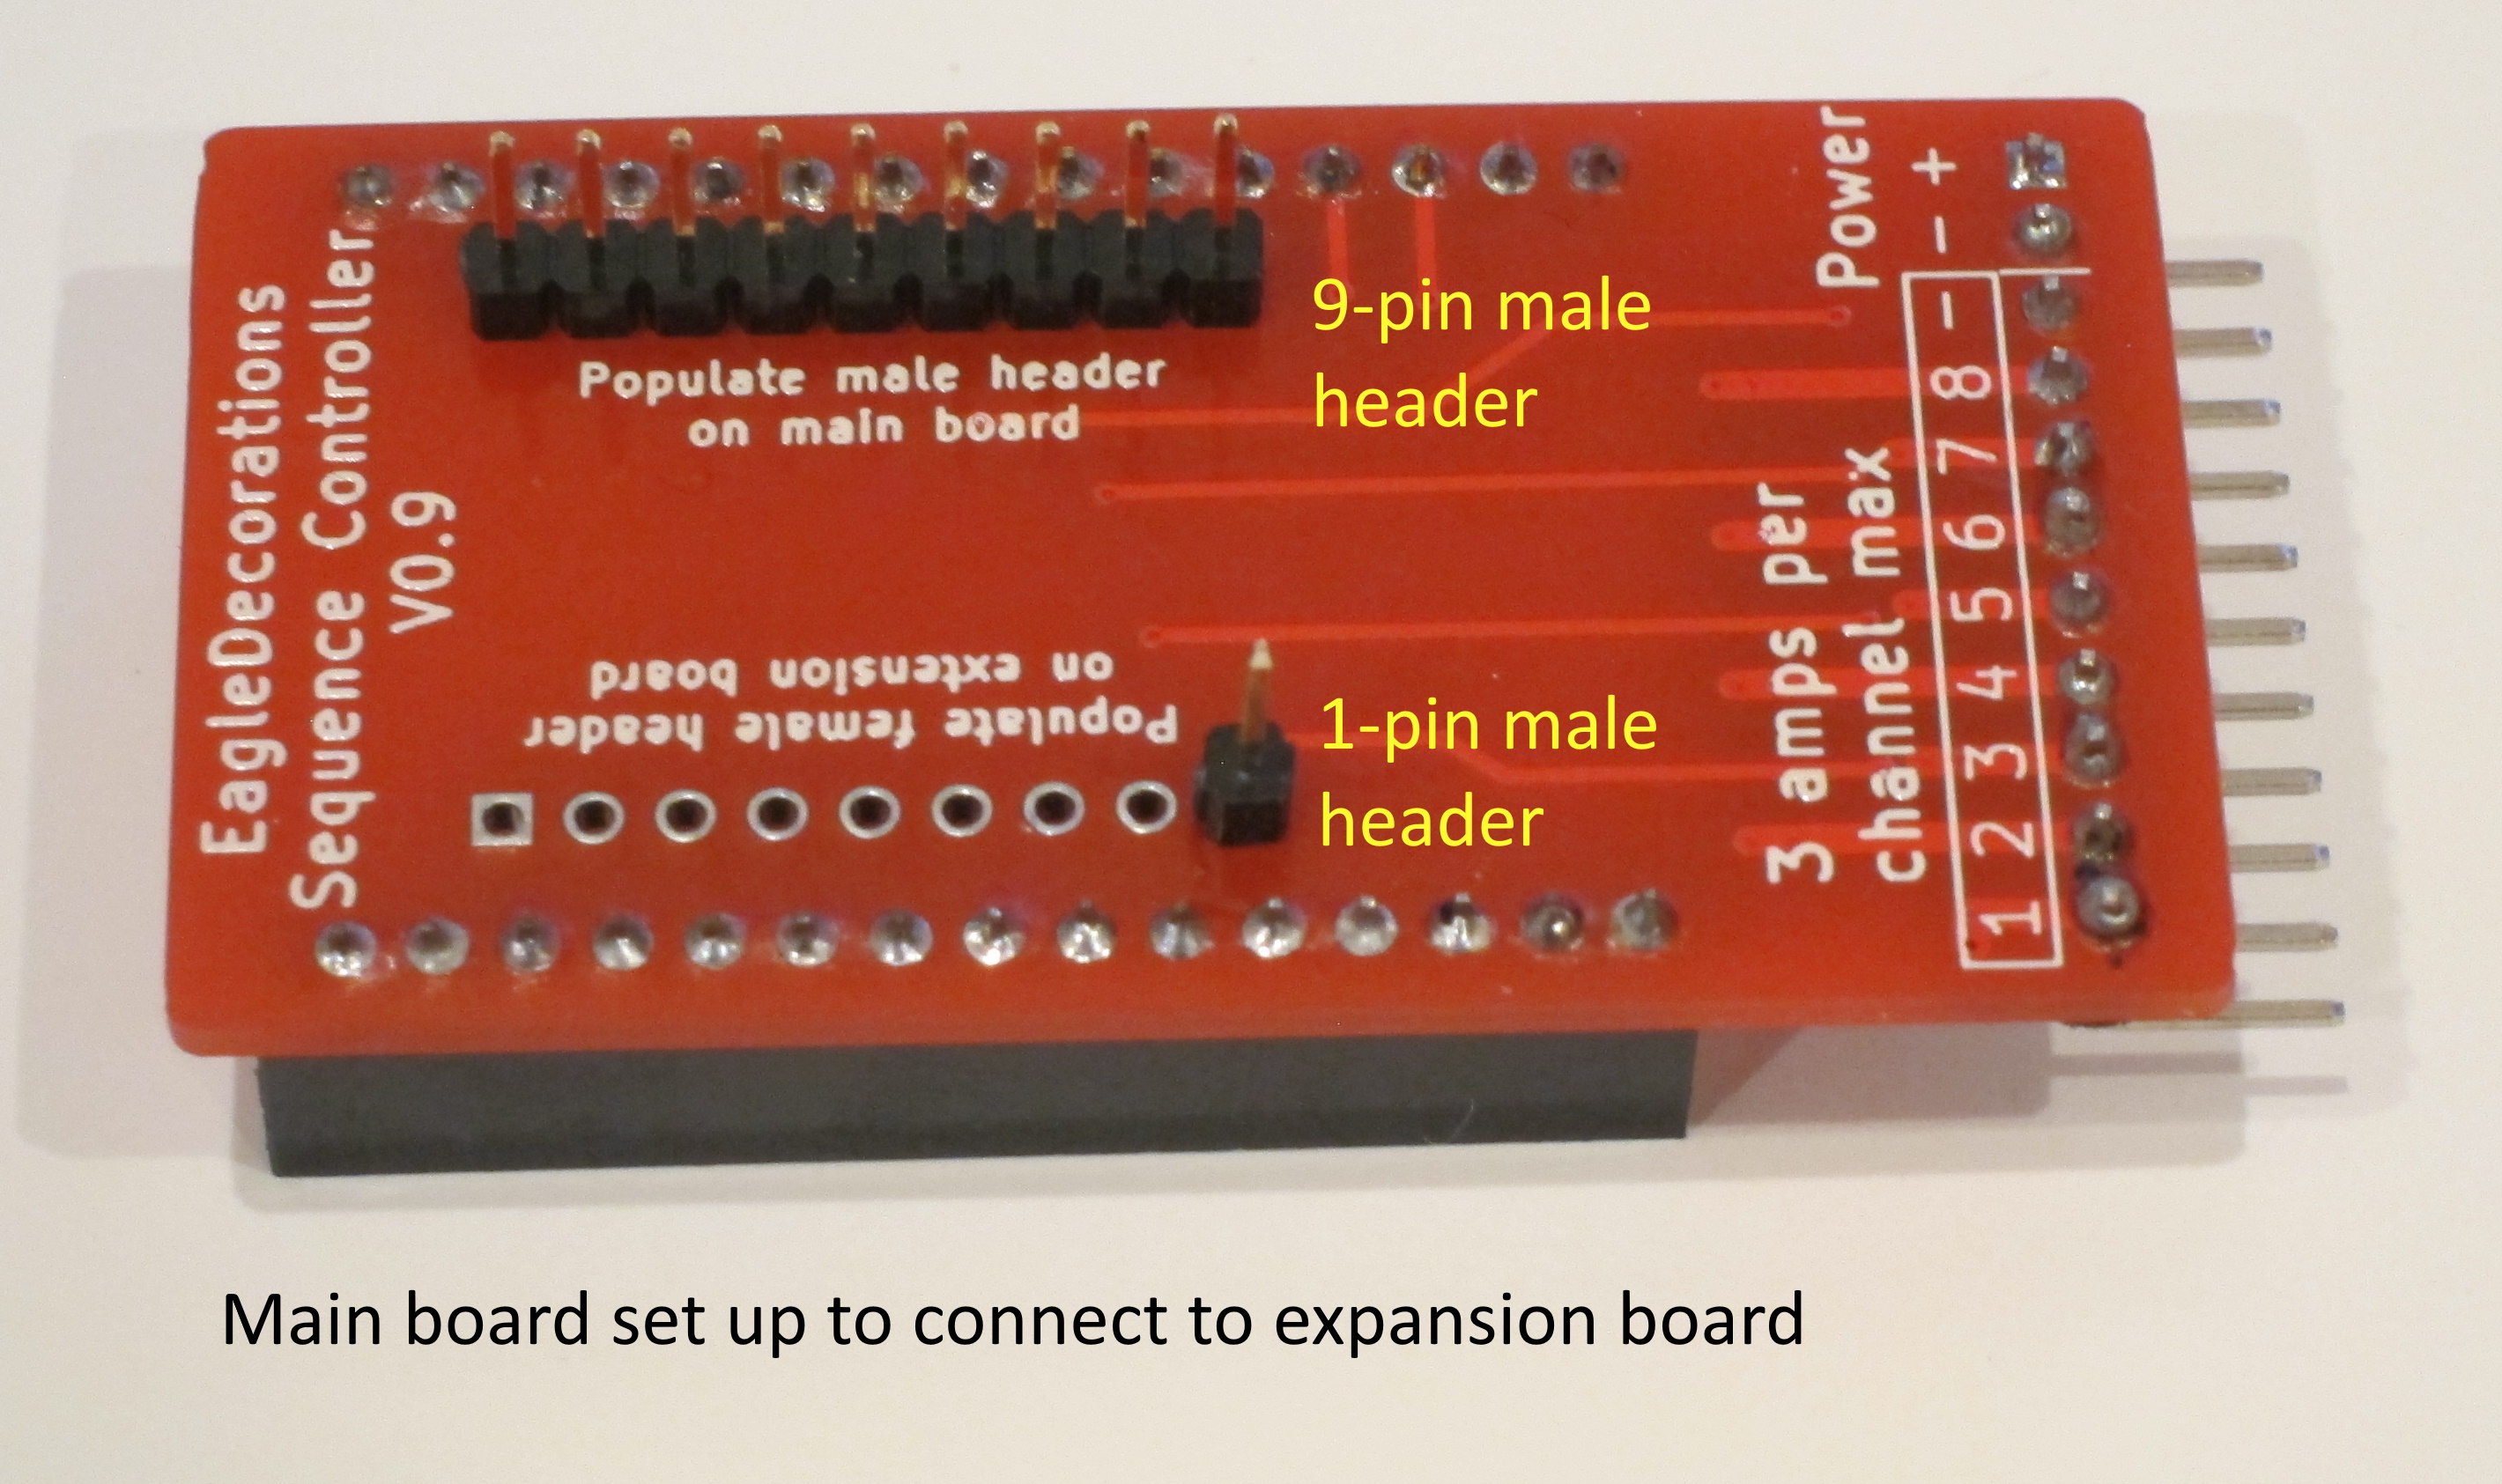 EagleDecorations
Sequence Controller
V0.9
Populate male header
on main board
9-pin male
header
Populate female header
on extension board
1-pin male
header
Power
- +
3 amps per
channel max
1 2 3 4 5 6 7 8 -
Main board set up to connect to expansion board